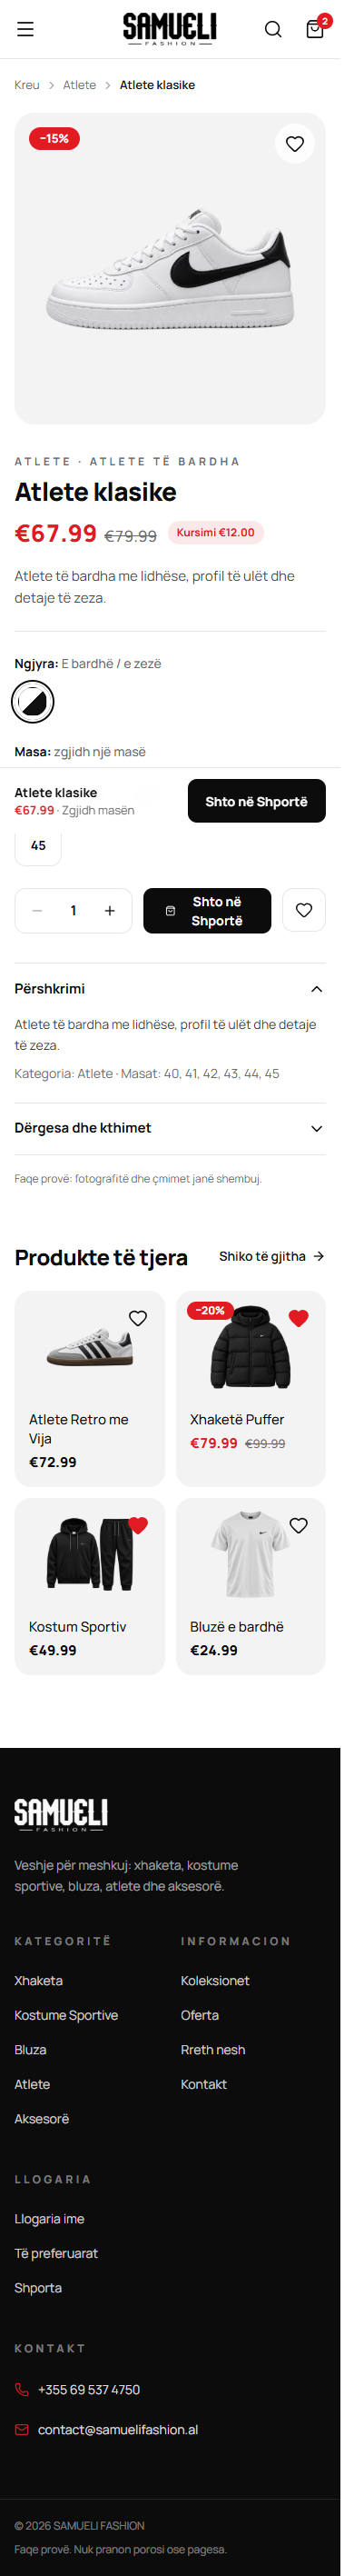 SAMUELI
FASHION
2
Kreu > Atlete > Atlete klasike
−15%
ATLETE · ATLETE TË BARDHA
Atlete klasike
€67.99 €79.99 Kursimi €12.00
Atlete të bardha me lidhëse, profil të ulët dhe
detaje të zeza.
Ngjyra: E bardhë / e zezë
Masa: zgjidh një masë
Atlete klasike
€67.99 · Zgjidh masën
Shto në Shportë
45
− 1 +
Shto në
Shportë
Përshkrimi
Atlete të bardha me lidhëse, profil të ulët dhe detaje
të zeza.
Kategoria: Atlete · Masat: 40, 41, 42, 43, 44, 45
Dërgesa dhe kthimet
Faqe provë: fotografitë dhe çmimet janë shembuj.
Produkte të tjera
Shiko të gjitha →
Atlete Retro me
Vija
€72.99
−20%
Xhaketë Puffer
€79.99 €99.99
Kostum Sportiv
€49.99
Bluzë e bardhë
€24.99
SAMUELI
FASHION
Veshje për meshkuj: xhaketa, kostume
sportive, bluza, atlete dhe aksesorë.
KATEGORITË
Xhaketa
Kostume Sportive
Bluza
Atlete
Aksesorë
INFORMACION
Koleksionet
Oferta
Rreth nesh
Kontakt
LLOGARIA
Llogaria ime
Të preferuarat
Shporta
KONTAKT
+355 69 537 4750
contact@samuelifashion.al
© 2026 SAMUELI FASHION
Faqe provë. Nuk pranon porosi ose pagesa.